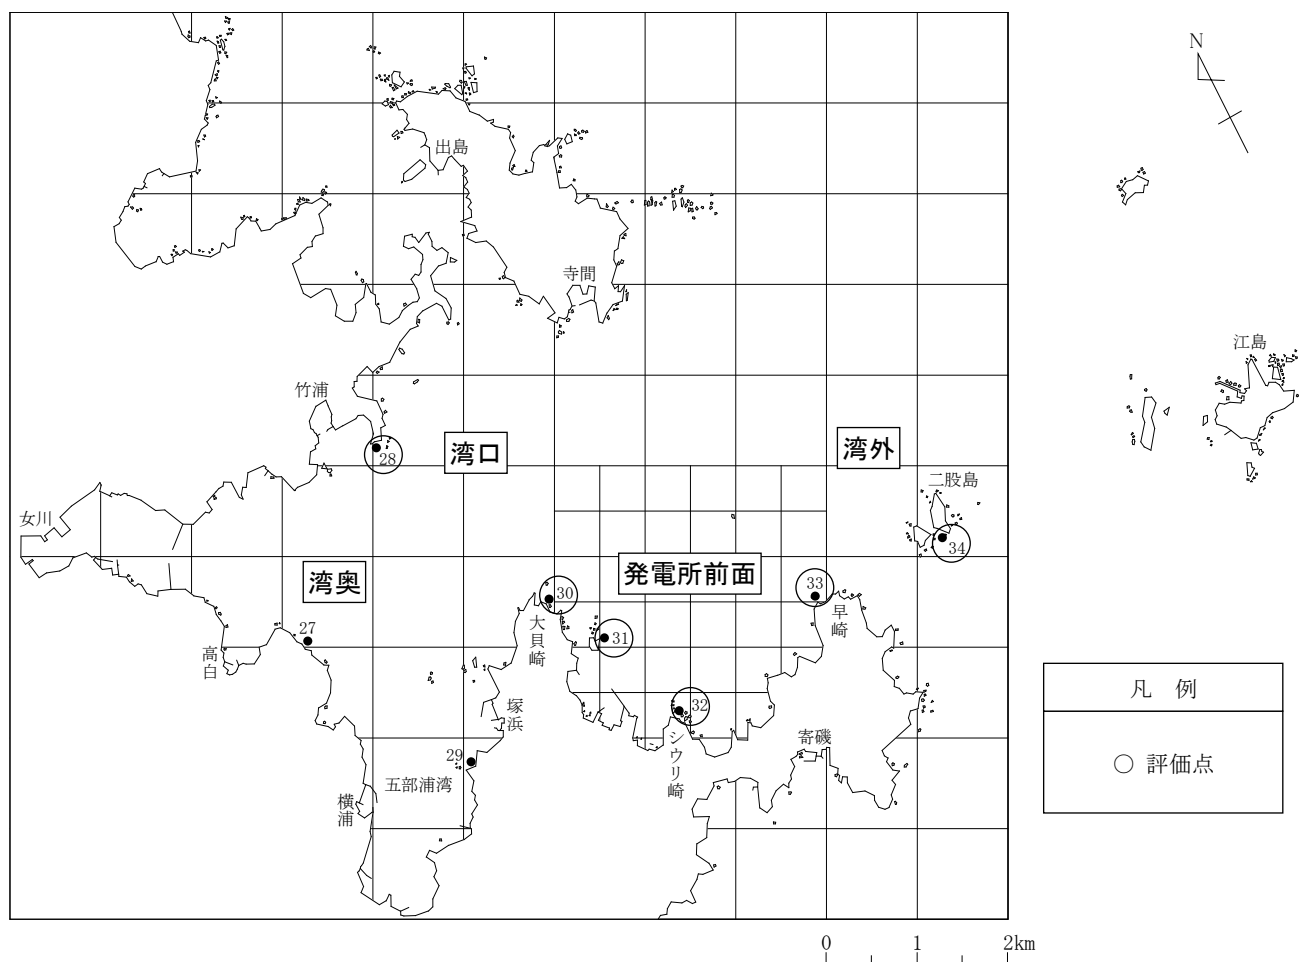 N
出島
寺間
江島
竹浦
28
湾口
湾外
二股島
女川
34
湾奥
発電所前面
30
33
大貝崎
早崎
27
31
高白
塚浜
32
シウリ崎
寄磯
29
五部浦湾
横浦
凡 例
○ 評価点
0 1 2km